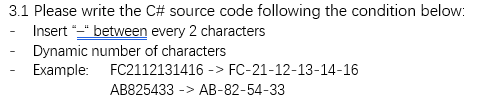 3.1 Please write the C# source code following the condition below:
- Insert “–“ between every 2 characters
- Dynamic number of characters
- Example: FC2112131416 -> FC-21-12-13-14-16
AB825433 -> AB-82-54-33